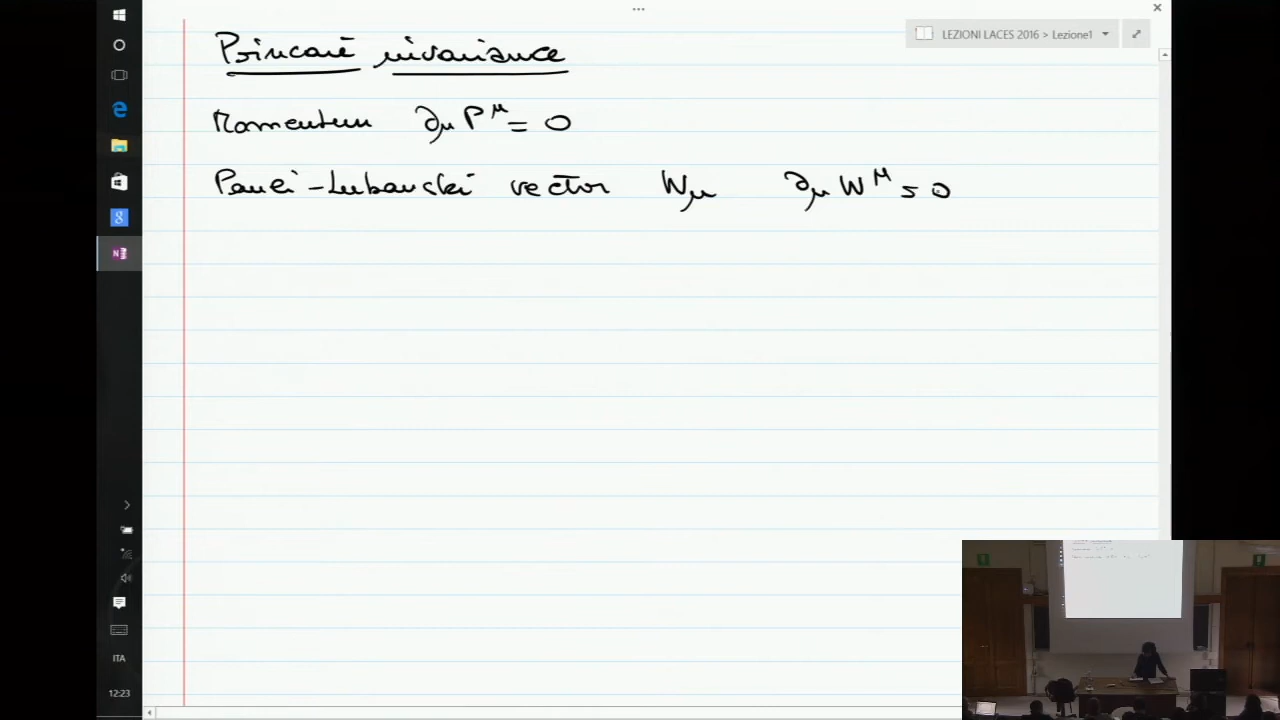 ...
LEZIONI LACES 2016 > Lezione1
Poincaré invariance
Momentum ∂μ P^μ = 0
Pauli-Lubanski vector Wμ ∂μ W^μ = 0
ITA
12:23